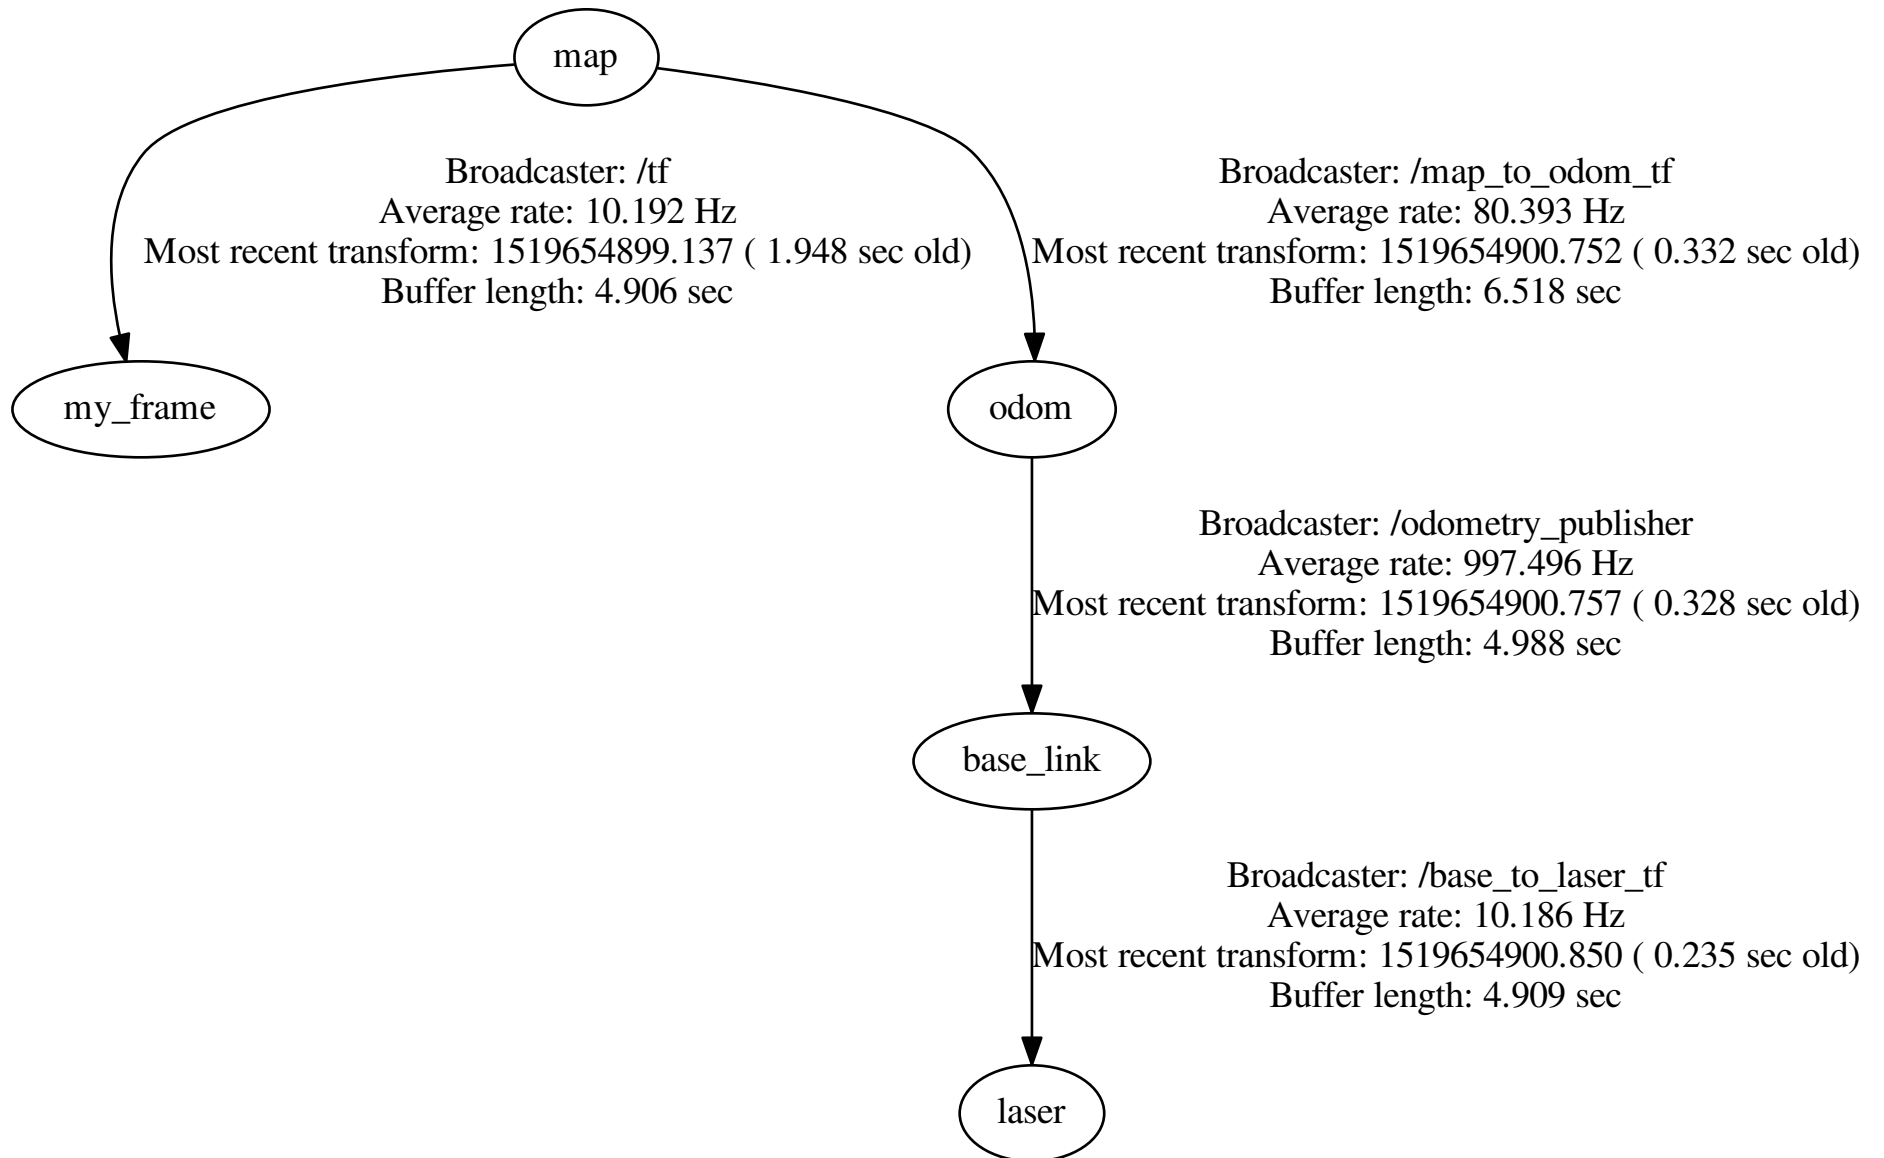 map
Broadcaster: /tf
Average rate: 10.192 Hz
Most recent transform: 1519654899.137 ( 1.948 sec old)
Buffer length: 4.906 sec
Broadcaster: /map_to_odom_tf
Average rate: 80.393 Hz
Most recent transform: 1519654900.752 ( 0.332 sec old)
Buffer length: 6.518 sec
my_frame
odom
Broadcaster: /odometry_publisher
Average rate: 997.496 Hz
Most recent transform: 1519654900.757 ( 0.328 sec old)
Buffer length: 4.988 sec
base_link
Broadcaster: /base_to_laser_tf
Average rate: 10.186 Hz
Most recent transform: 1519654900.850 ( 0.235 sec old)
Buffer length: 4.909 sec
laser